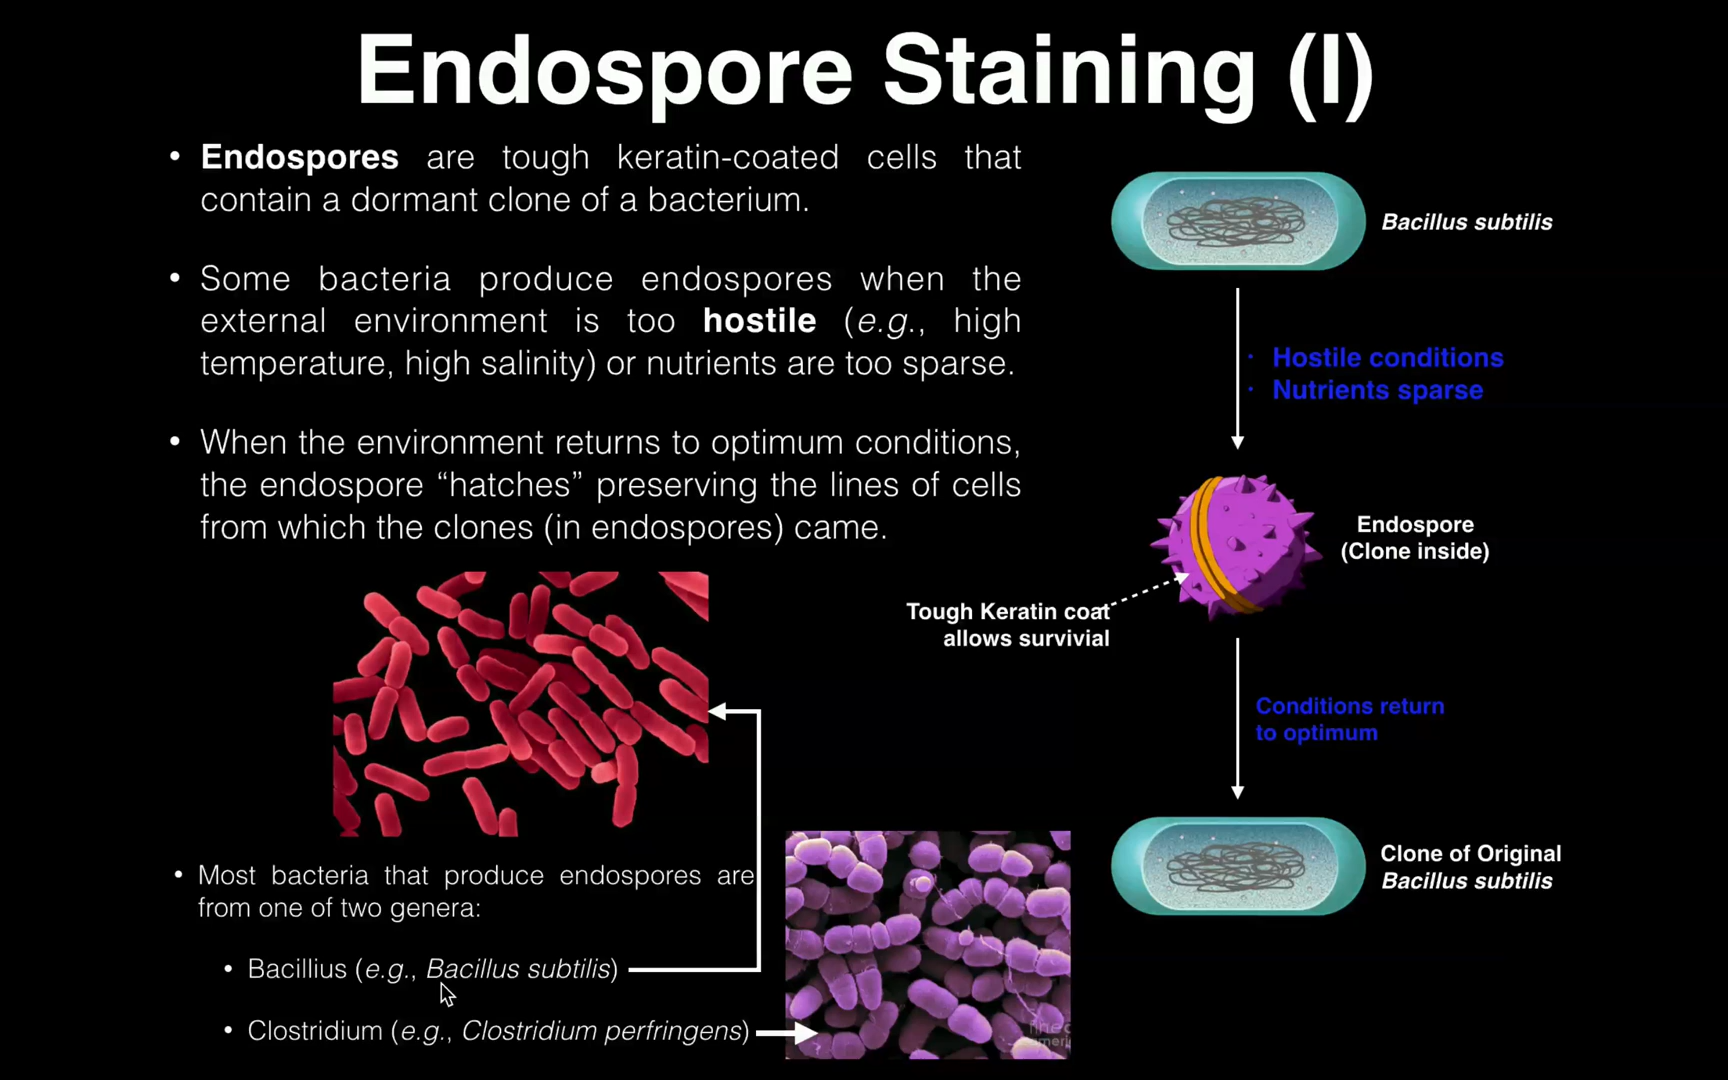 Endospore Staining (I)
• Endospores are tough keratin-coated cells that
contain a dormant clone of a bacterium.
• Some bacteria produce endospores when the
external environment is too hostile (e.g., high
temperature, high salinity) or nutrients are too sparse.
• When the environment returns to optimum conditions,
the endospore “hatches” preserving the lines of cells
from which the clones (in endospores) came.
• Most bacteria that produce endospores are
from one of two genera:
• Bacillius (e.g., Bacillus subtilis)
• Clostridium (e.g., Clostridium perfringens)
Bacillus subtilis
· Hostile conditions
· Nutrients sparse
Endospore
(Clone inside)
Tough Keratin coat
allows survivial
Conditions return
to optimum
Clone of Original
Bacillus subtilis